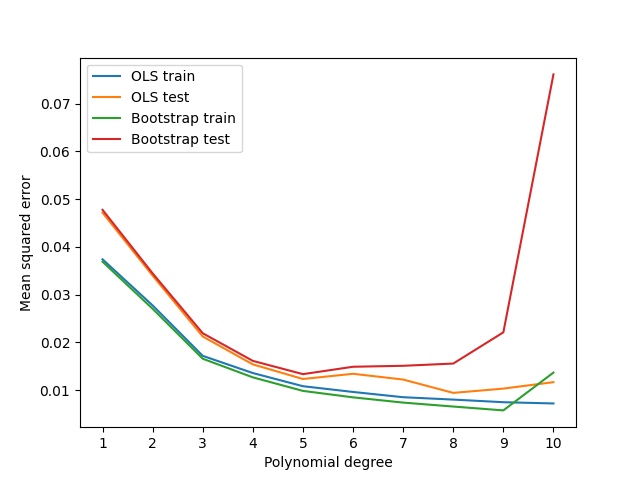 OLS train
OLS test
Bootstrap train
Bootstrap test
0.07
0.06
0.05
0.04
0.03
0.02
0.01
Mean squared error
1 2 3 4 5 6 7 8 9 10
Polynomial degree